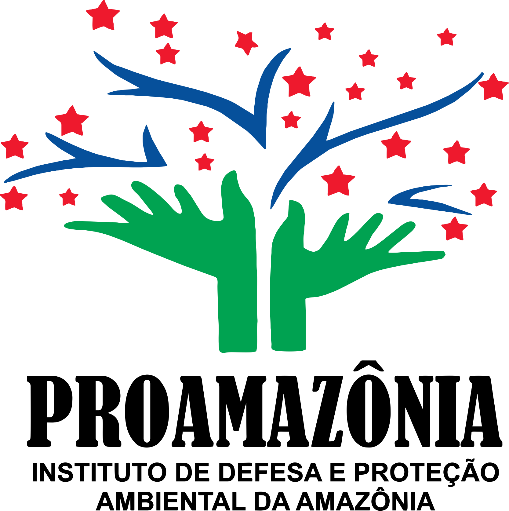 PROAMAZÔNIA
INSTITUTO DE DEFESA E PROTEÇÃO
AMBIENTAL DA AMAZÔNIA